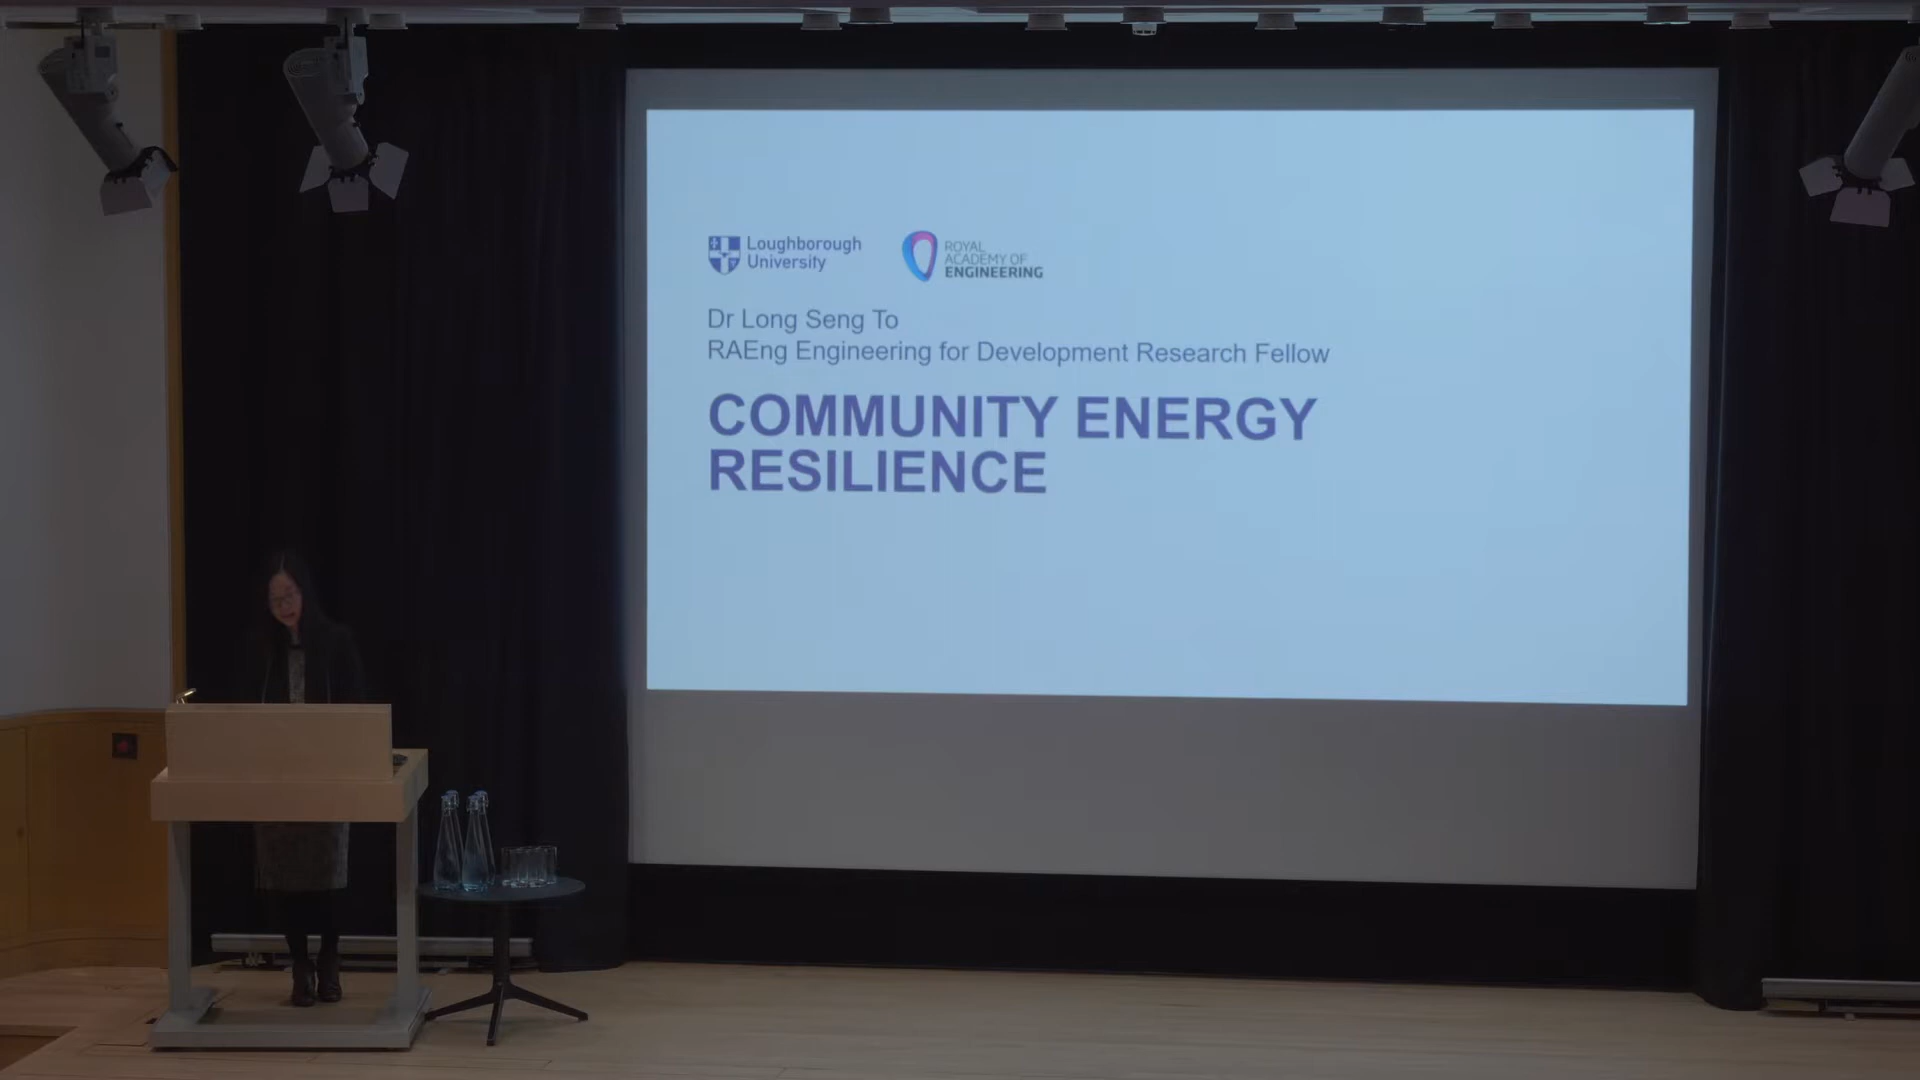 Loughborough
University
ROYAL
ACADEMY OF
ENGINEERING
Dr Long Seng To
RAEng Engineering for Development Research Fellow
COMMUNITY ENERGY
RESILIENCE